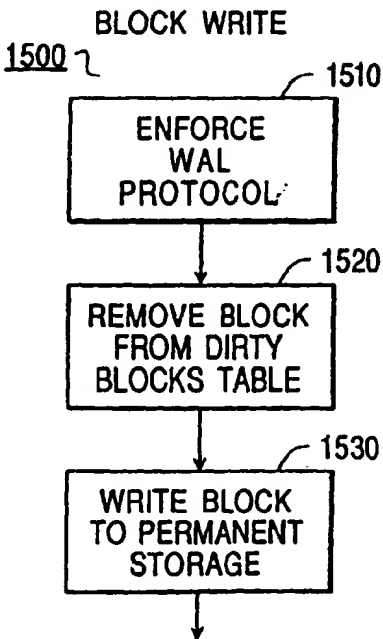 BLOCK WRITE
1500
1510
ENFORCE
WAL
PROTOCOL
1520
REMOVE BLOCK
FROM DIRTY
BLOCKS TABLE
1530
WRITE BLOCK
TO PERMANENT
STORAGE